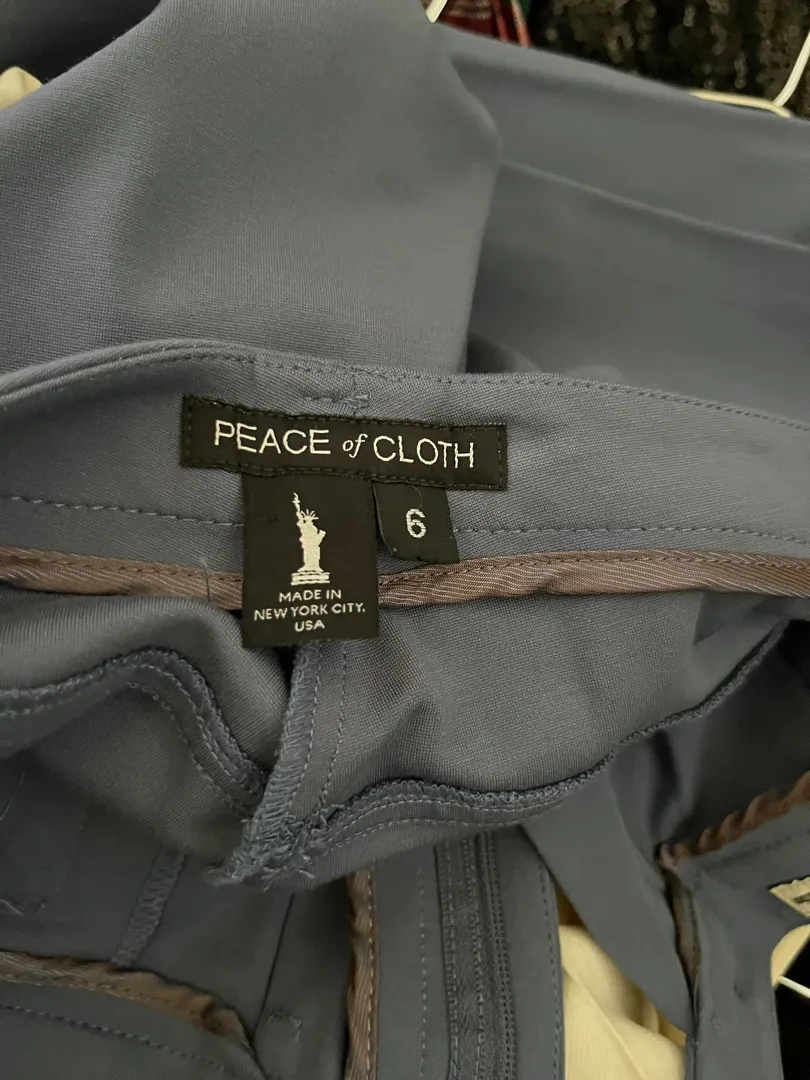 PEACE of CLOTH
6
MADE IN
NEW YORK CITY,
USA